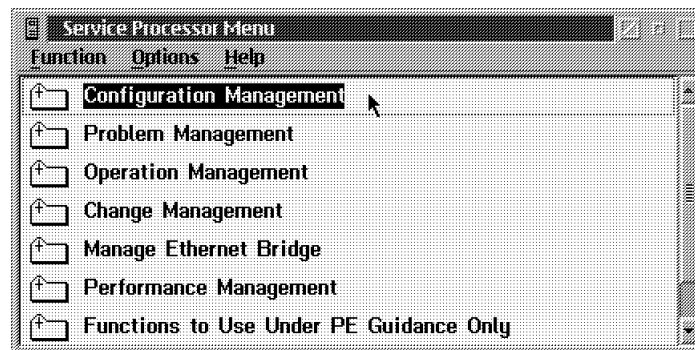 Service Processor Menu
Function Options Help
Configuration Management
Problem Management
Operation Management
Change Management
Manage Ethernet Bridge
Performance Management
Functions to Use Under PE Guidance Only